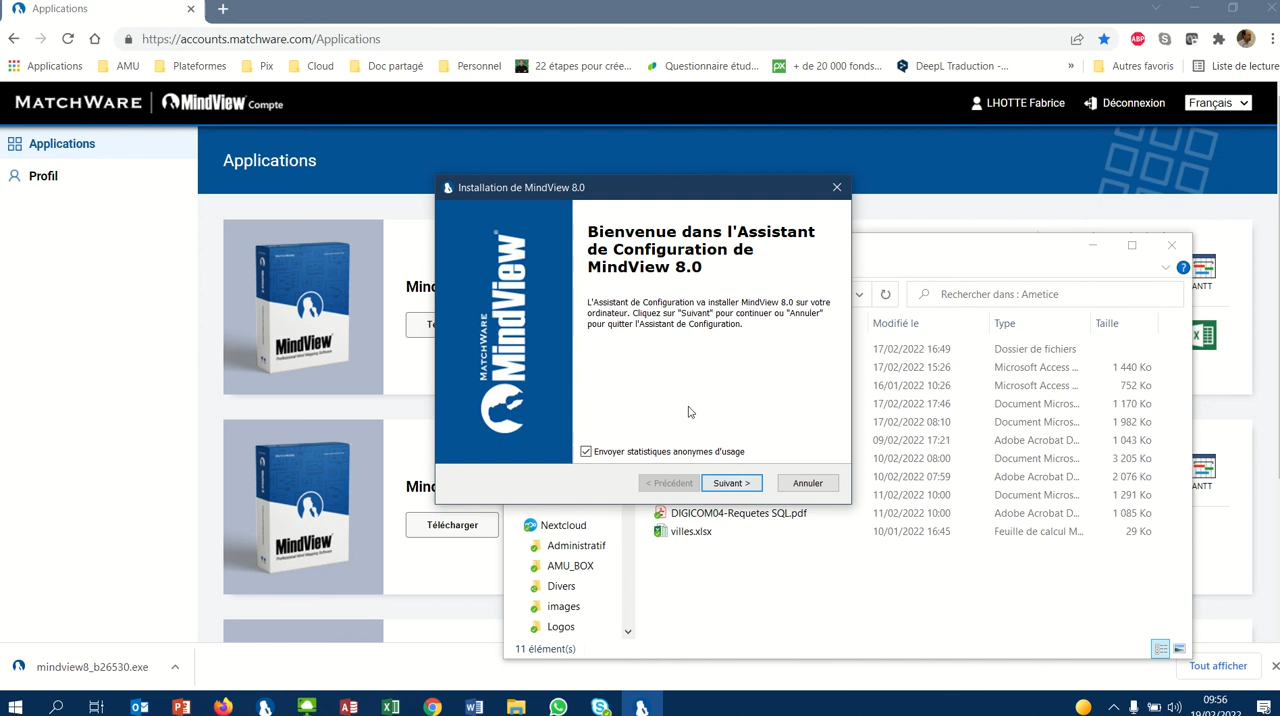 Applications
https://accounts.matchware.com/Applications
Applications
AMU
Plateformes
Pix
Cloud
Doc partagé
Personnel
22 étapes pour crée...
Questionnaire étud...
+ de 20 000 fonds...
DeepL Traduction -...
»
Autres favoris
Liste de lecture
MATCHWARE
MindView Compte
LHOTTE Fabrice
Déconnexion
Français
Applications
Profil
Applications
Installation de MindView 8.0
Bienvenue dans l'Assistant
de Configuration de
MindView 8.0
L'Assistant de Configuration va installer MindView 8.0 sur votre
ordinateur. Cliquez sur "Suivant" pour continuer ou "Annuler"
pour quitter l'Assistant de Configuration.
MATCHWARE
MindView
Envoyer statistiques anonymes d'usage
< Précédent
Suivant >
Annuler
Rechercher dans : Ametice
Modifié le Type Taille
17/02/2022 16:49 Dossier de fichiers
17/02/2022 15:26 Microsoft Access ... 1 440 Ko
16/01/2022 10:26 Microsoft Access ... 752 Ko
17/02/2022 17:46 Document Micros... 1 170 Ko
17/02/2022 08:10 Document Micros... 1 982 Ko
09/02/2022 17:21 Adobe Acrobat D... 1 043 Ko
10/02/2022 08:00 Document Micros... 3 205 Ko
10/02/2022 07:59 Adobe Acrobat D... 2 076 Ko
11/02/2022 10:00 Document Micros... 1 291 Ko
DIGICOM04-Requetes SQL.pdf 11/02/2022 10:00 Adobe Acrobat D... 1 085 Ko
villes.xlsx 10/01/2022 16:45 Feuille de calcul M... 29 Ko
Nextcloud
Administratif
AMU_BOX
Divers
images
Logos
11 élément(s)
MindView
Min
Te
ANTT
MindView
Min
Télécharger
ANTT
mindview8_b26530.exe
Tout afficher
09:56
19/02/2022